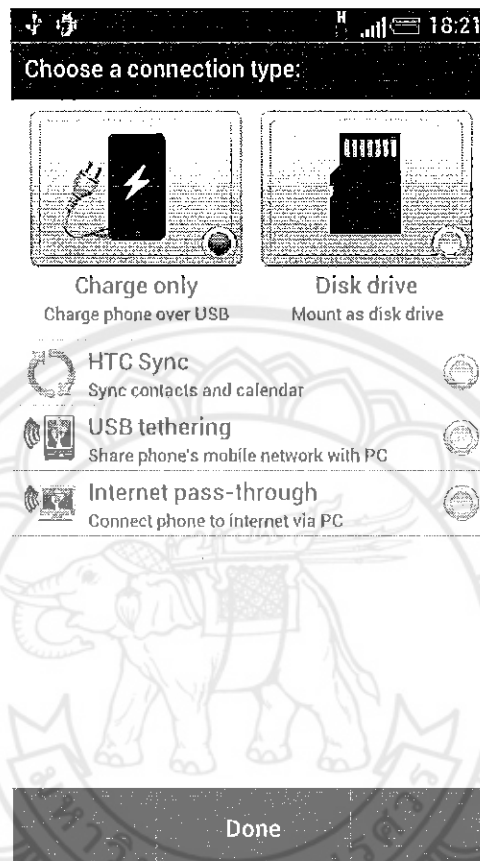 H 18:21
Choose a connection type:
Charge only
Charge phone over USB
Disk drive
Mount as disk drive
HTC Sync
Sync contacts and calendar
USB tethering
Share phone's mobile network with PC
Internet pass-through
Connect phone to internet via PC
Done